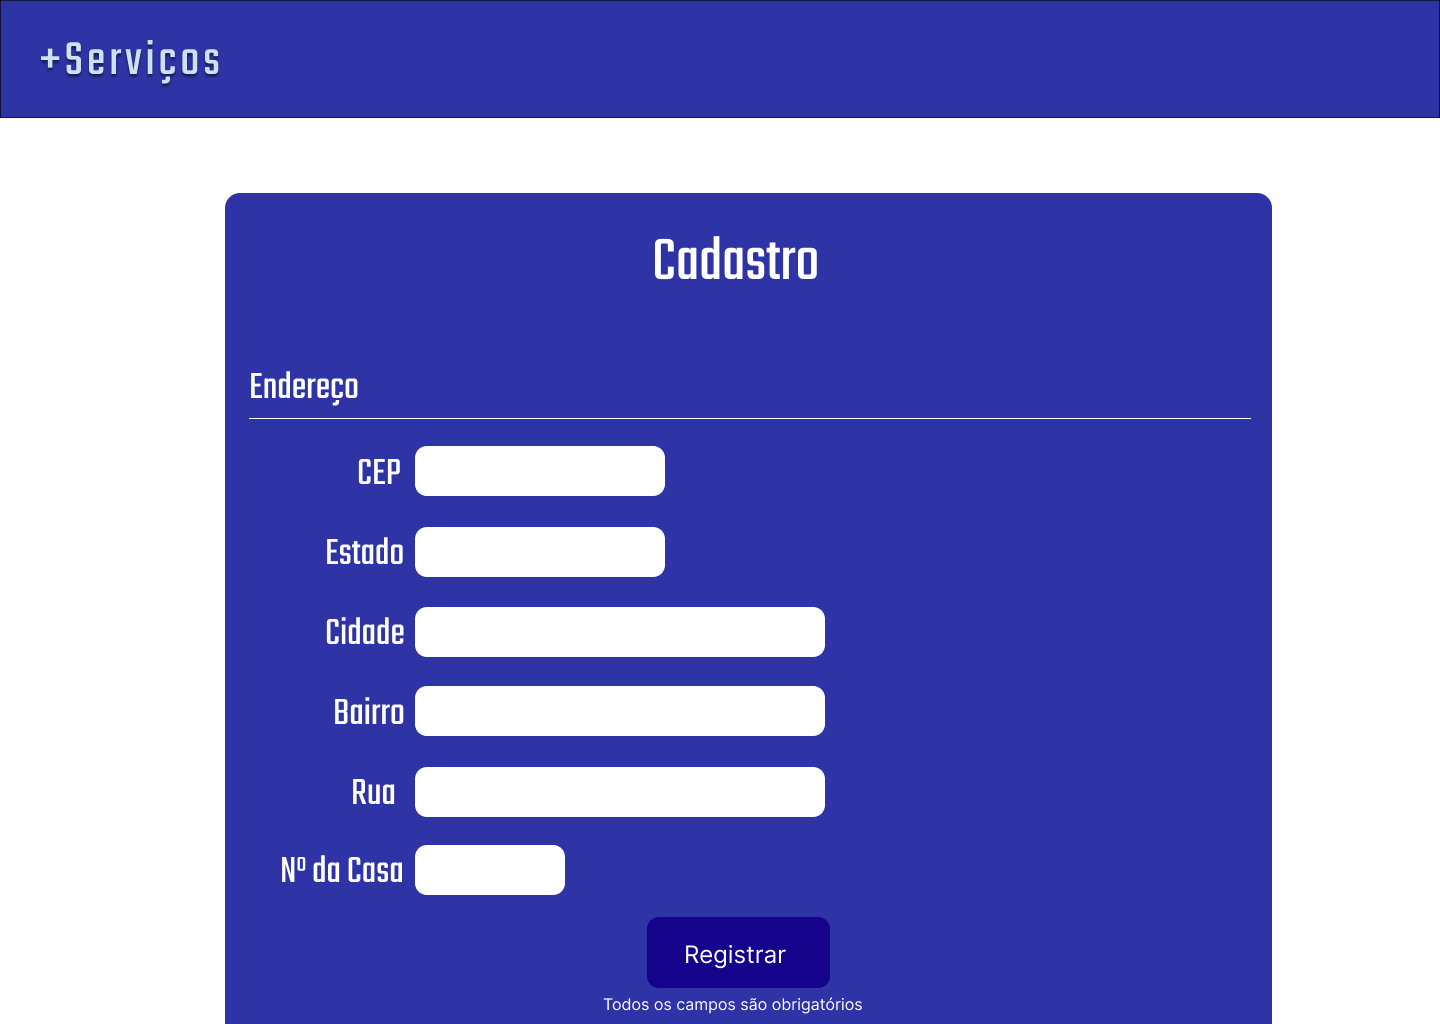 +Serviços
Cadastro
Endereço
CEP
Estado
Cidade
Bairro
Rua
Nº da Casa
Registrar
Todos os campos são obrigatórios